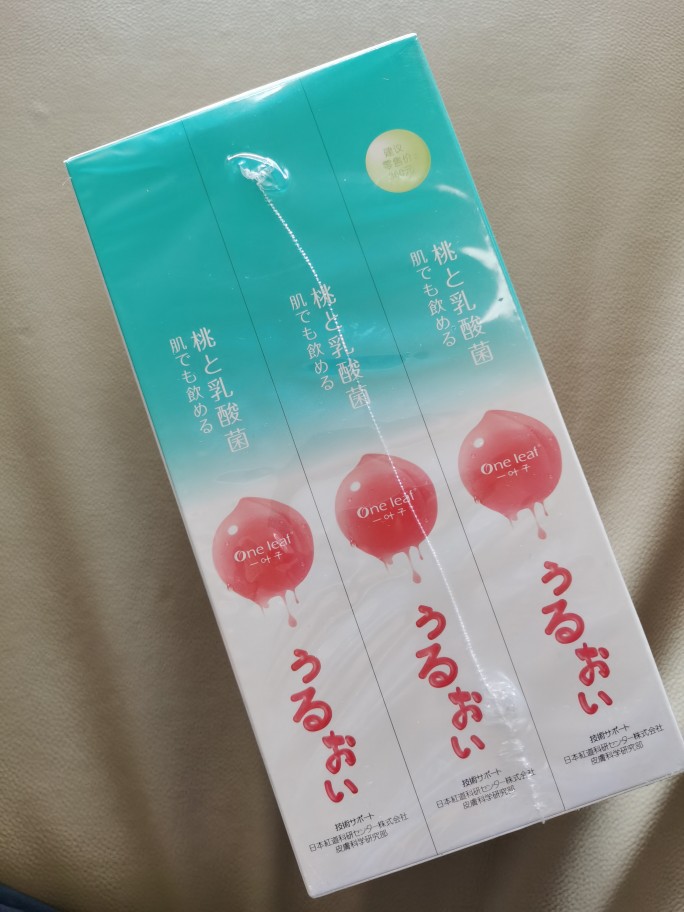 桃と乳酸菌
肌でも飲める
One leaf
一叶子
うるおい
技術サポート
日本紅道科研センター株式会社
皮膚科学研究部
桃と乳酸菌
肌でも飲める
One leaf
一叶子
うるおい
技術サポート
日本紅道科研センター株式会社
皮膚科学研究部
建议
零售价
桃と乳酸菌
肌でも飲める
One leaf
一叶子
うるおい
技術サポート
日本紅道科研センター株式会社
皮膚科学研究部